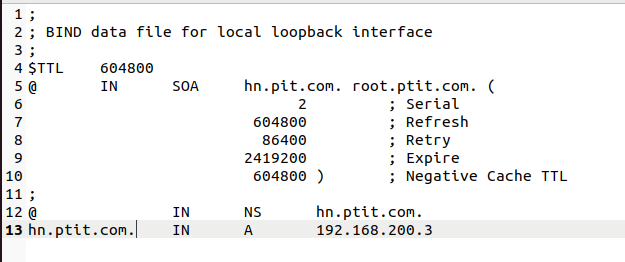 1 ;
2 ; BIND data file for local loopback interface
3 ;
4 $TTL    604800
5 @       IN      SOA     hn.pit.com. root.ptit.com. (
6                               2         ; Serial
7                          604800         ; Refresh
8                           86400         ; Retry
9                         2419200         ; Expire
10                         604800 )       ; Negative Cache TTL
11 ;
12 @               IN      NS      hn.ptit.com.
13 hn.ptit.com.    IN      A       192.168.200.3